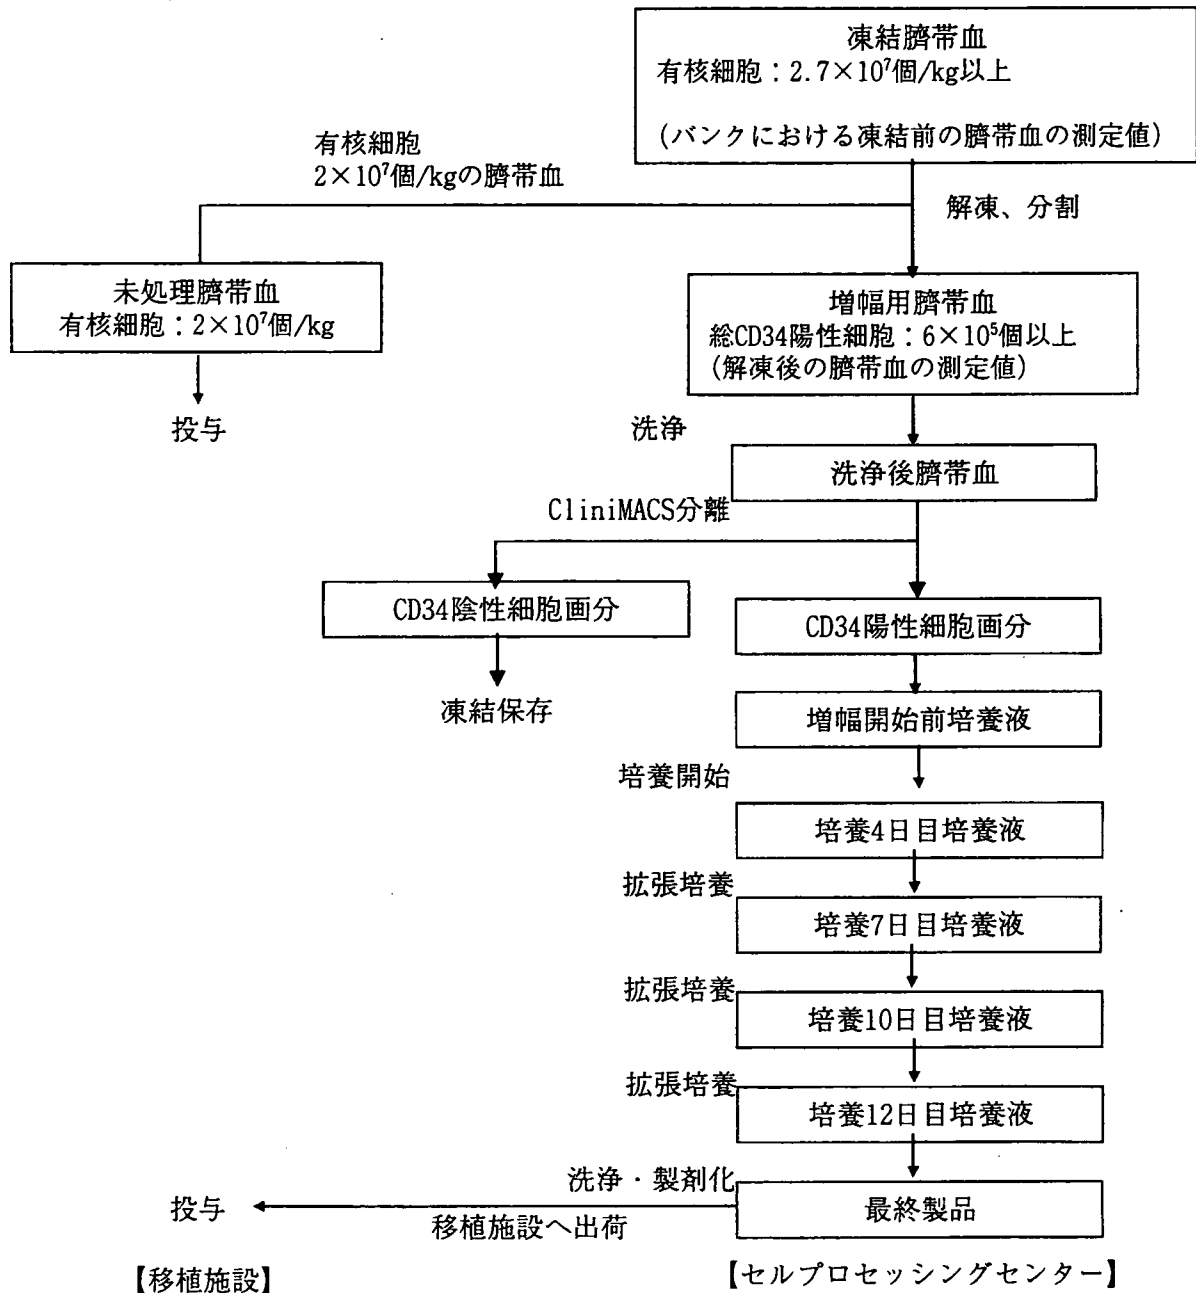 凍結臍帯血
有核細胞：2.7×10⁷個/kg以上
(バンクにおける凍結前の臍帯血の測定値)
有核細胞
2×10⁷個/kgの臍帯血
解凍、分割
未処理臍帯血
有核細胞：2×10⁷個/kg
投与
増幅用臍帯血
総CD34陽性細胞：6×10⁵個以上
(解凍後の臍帯血の測定値)
洗浄
洗浄後臍帯血
CliniMACS分離
CD34陰性細胞画分
凍結保存
CD34陽性細胞画分
増幅開始前培養液
培養開始
培養4日目培養液
拡張培養
培養7日目培養液
拡張培養
培養10日目培養液
拡張培養
培養12日目培養液
洗浄・製剤化
最終製品
移植施設へ出荷
投与
【移植施設】
【セルプロセッシングセンター】